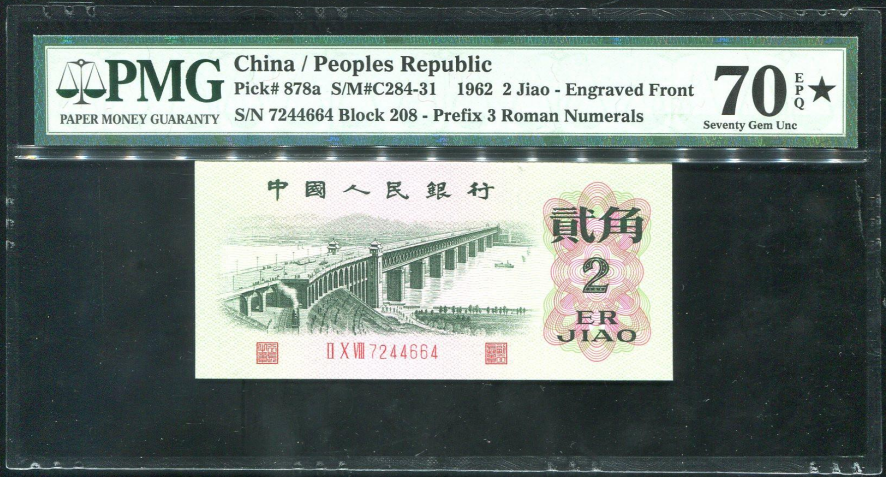 PMG
PAPER MONEY GUARANTY
China / Peoples Republic
Pick# 878a S/M#C284-31 1962 2 Jiao - Engraved Front
S/N 7244664 Block 208 - Prefix 3 Roman Numerals
70 EPQ ★
Seventy Gem Unc
中國人民銀行
貳角
2
ER
JIAO
II X VIII 7244664